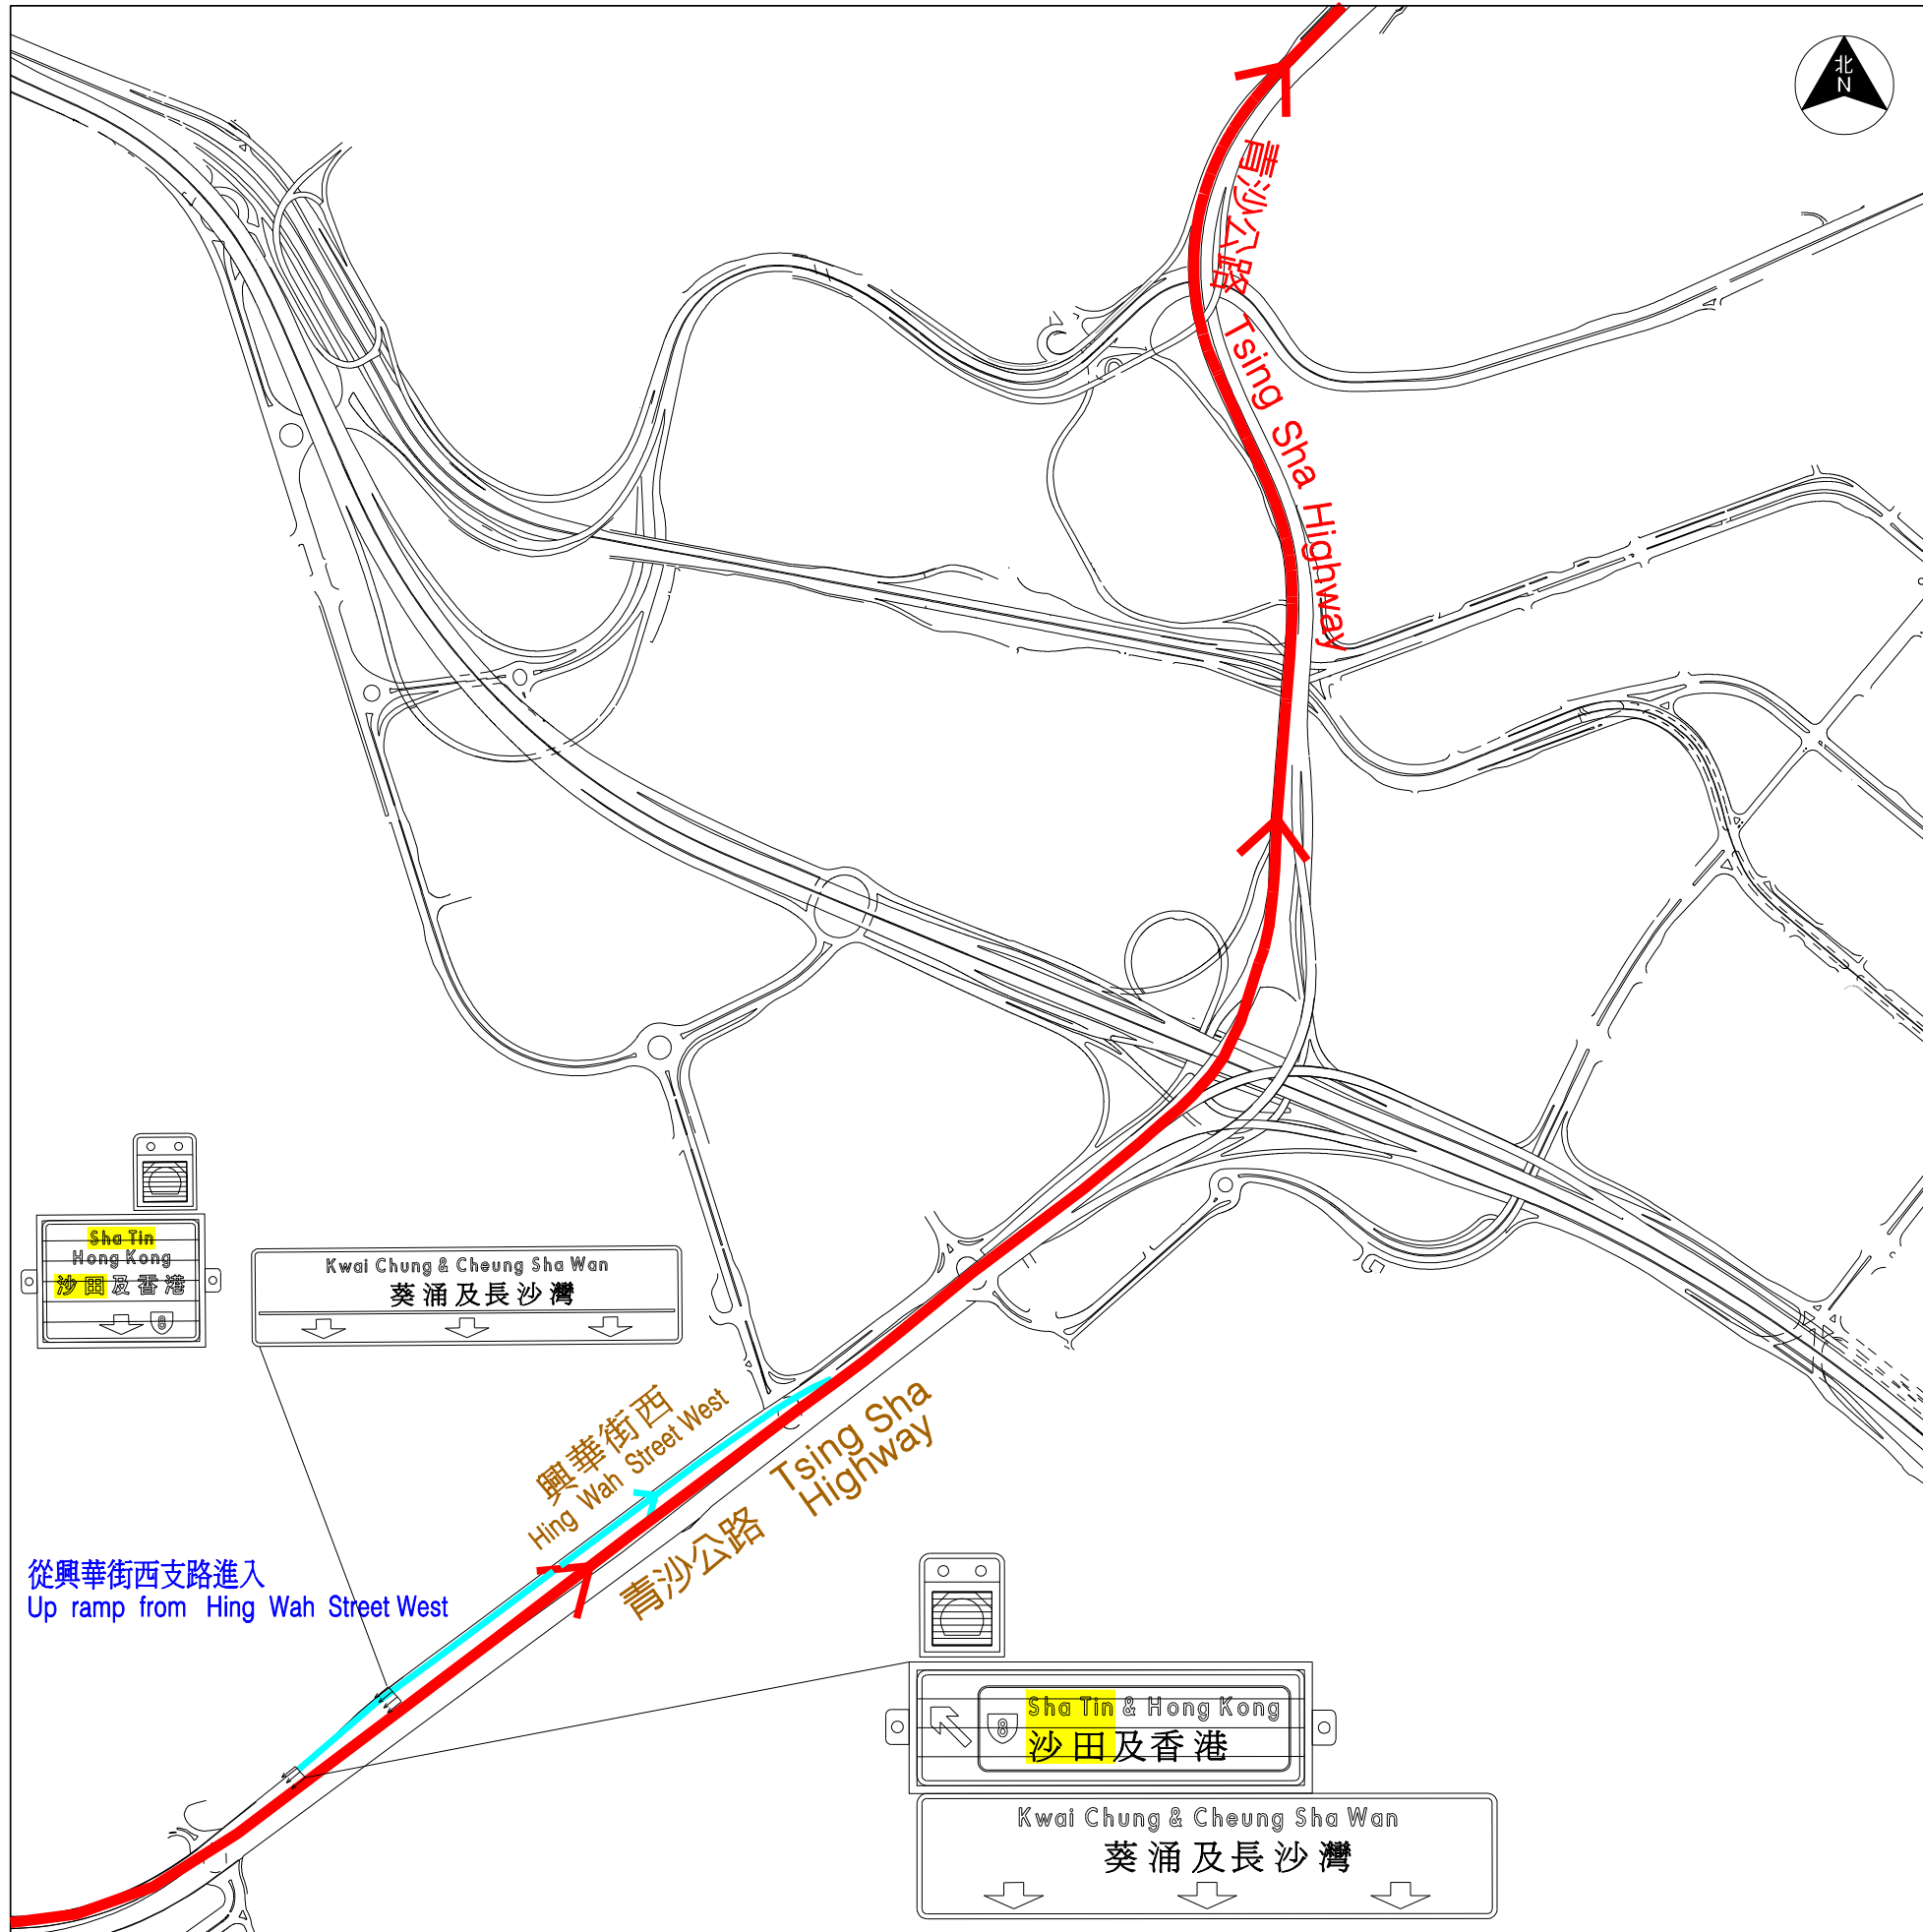 北
N
青沙公路 Tsing Sha Highway
Sha Tin
Hong Kong
沙田及香港
8
Kwai Chung & Cheung Sha Wan
葵涌及長沙灣
興華街西
Hing Wah Street West
Tsing Sha
Highway
青沙公路
從興華街西支路進入
Up ramp from Hing Wah Street West
8
Sha Tin & Hong Kong
沙田及香港
Kwai Chung & Cheung Sha Wan
葵涌及長沙灣